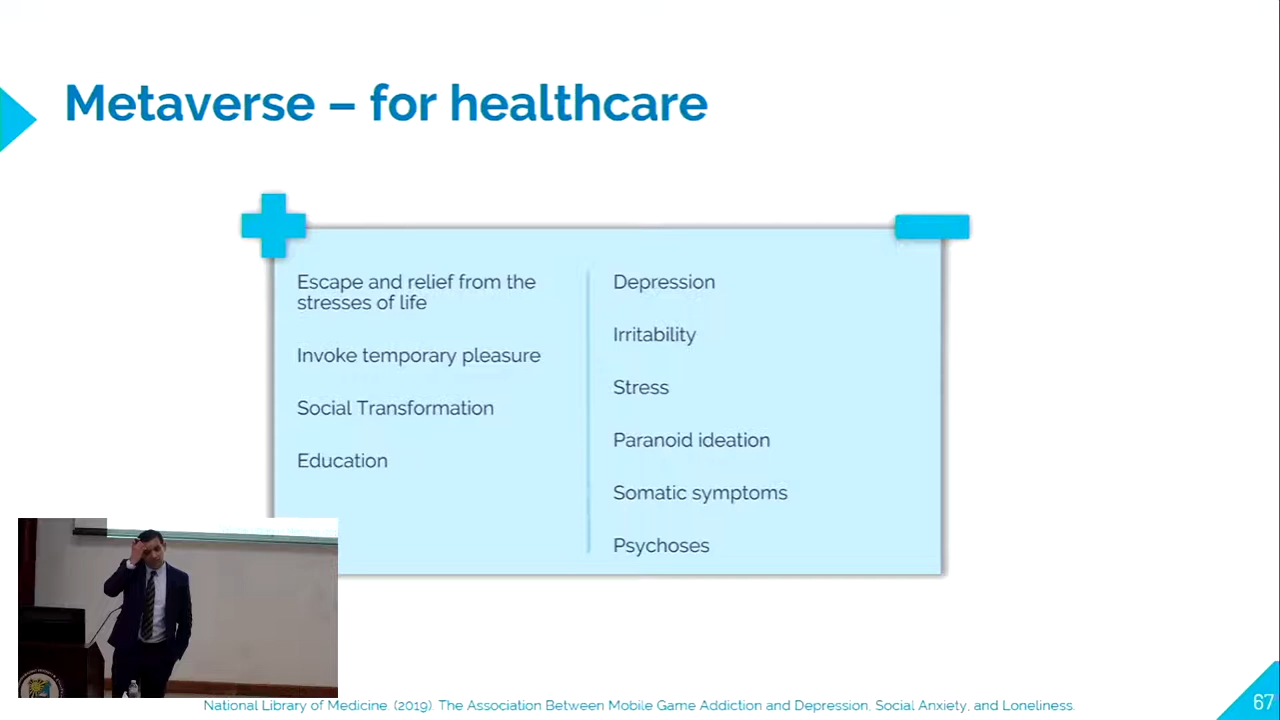 Metaverse – for healthcare
Escape and relief from the
stresses of life
Invoke temporary pleasure
Social Transformation
Education
Depression
Irritability
Stress
Paranoid ideation
Somatic symptoms
Psychoses
National Library of Medicine. (2019). The Association Between Mobile Game Addiction and Depression, Social Anxiety, and Loneliness.
67